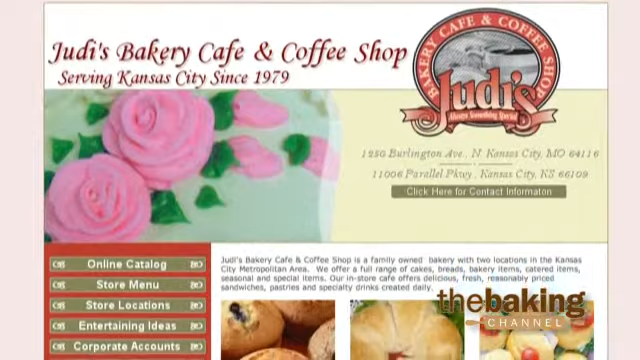 Judi's Bakery Cafe & Coffee Shop
Serving Kansas City Since 1979
BAKERY CAFE & COFFEE SHOP
Judi's
Always Something Special
1250 Burlington Ave., N. Kansas City, MO 64116
11006 Parallel Pkwy., Kansas City, KS 66109
Click Here for Contact Informaton
Online Catalog
Store Menu
Store Locations
Entertaining Ideas
Corporate Accounts
Judi's Bakery Cafe & Coffee Shop is a family owned bakery with two locations in the Kansas
City Metropolitan Area. We offer a full range of cakes, breads, bakery items, catered items,
seasonal and special items. Our in-store cafe offers delicious, fresh, reasonably priced
sandwiches, pastries and specialty drinks created daily.
the baking
CHANNEL